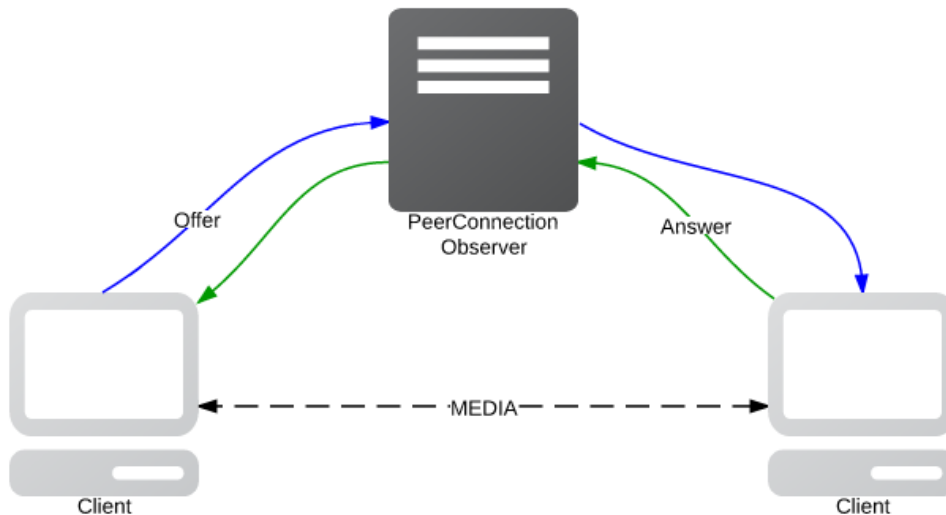 PeerConnection
Observer
Offer
Answer
MEDIA
Client
Client